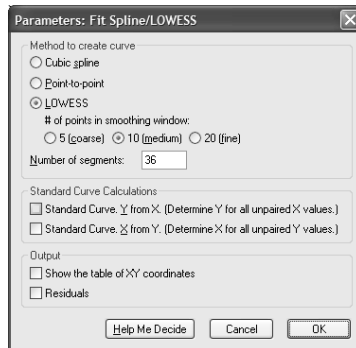 Parameters: Fit Spline/LOWESS
Method to create curve
Cubic spline
Point-to-point
LOWESS
# of points in smoothing window:
5 (coarse) 10 (medium) 20 (fine)
Number of segments: 36
Standard Curve Calculations
Standard Curve. Y from X. (Determine Y for all unpaired X values.)
Standard Curve. X from Y. (Determine X for all unpaired Y values.)
Output
Show the table of XY coordinates
Residuals
Help Me Decide Cancel OK